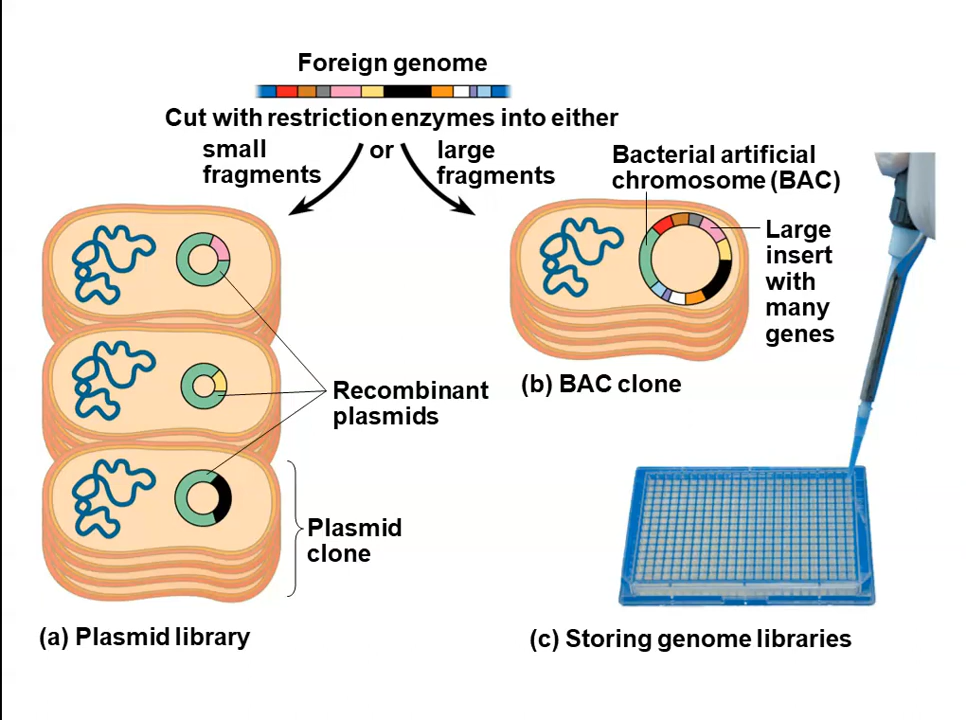 Foreign genome
Cut with restriction enzymes into either
small
fragments
or
large
fragments
Bacterial artificial
chromosome (BAC)
Large
insert
with
many
genes
(b) BAC clone
Recombinant
plasmids
Plasmid
clone
(a) Plasmid library
(c) Storing genome libraries